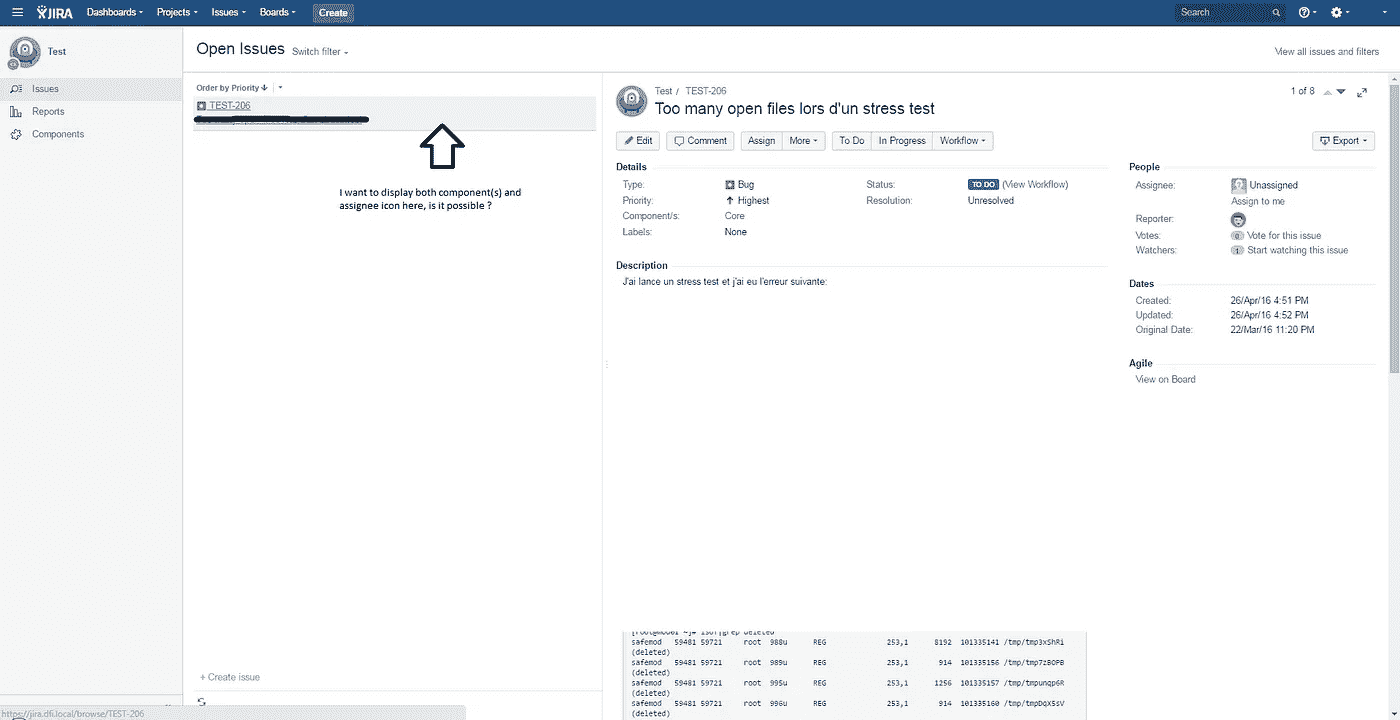 JIRA Dashboards Projects Issues Boards Create Search
Test
Issues
Reports
Components
Open Issues Switch filter
View all issues and filters
Order by Priority
TEST-206
I want to display both component(s) and
assignee icon here, is it possible ?
+ Create issue
https://jira.dfi.local/browse/TEST-206
Test / TEST-206
1 of 8
Too many open files lors d'un stress test
Edit Comment Assign More To Do In Progress Workflow Export
Details
Type: Bug Status: TO DO (View Workflow)
Priority: Highest Resolution: Unresolved
Component/s: Core
Labels: None
Description
J'ai lance un stress test et j'ai eu l'erreur suivante:
People
Assignee: Unassigned
Assign to me
Reporter:
Votes: 0 Vote for this issue
Watchers: 1 Start watching this issue
Dates
Created: 26/Apr/16 4:51 PM
Updated: 26/Apr/16 4:52 PM
Original Date: 22/Mar/16 11:20 PM
Agile
View on Board
safemod 59481 59721 root 988u REG 253,1 8192 101335141 /tmp/tmp3xShRi
(deleted)
safemod 59481 59721 root 989u REG 253,1 914 101335156 /tmp/tmp7zBOPB
(deleted)
safemod 59481 59721 root 995u REG 253,1 1256 101335157 /tmp/tmpunqp6R
(deleted)
safemod 59481 59721 root 996u REG 253,1 914 101335160 /tmp/tmpDqX5sV
(deleted)